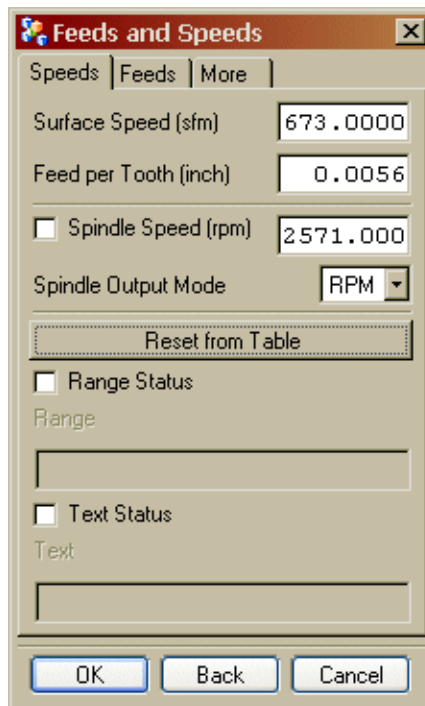 Feeds and Speeds
Speeds Feeds More
Surface Speed (sfm) 673.0000
Feed per Tooth (inch) 0.0056
Spindle Speed (rpm) 2571.000
Spindle Output Mode RPM
Reset from Table
Range Status
Range
Text Status
Text
OK Back Cancel